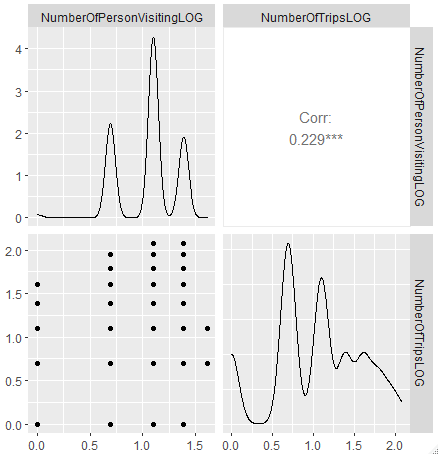 NumberOfPersonVisitingLOG NumberOfTripsLOG
4
3
2
1
0
Corr:
0.229***
NumberOfPersonVisitingLOG
2.0
1.5
1.0
0.5
0.0
NumberOfTripsLOG
0.0 0.5 1.0 1.5 0.0 0.5 1.0 1.5 2.0